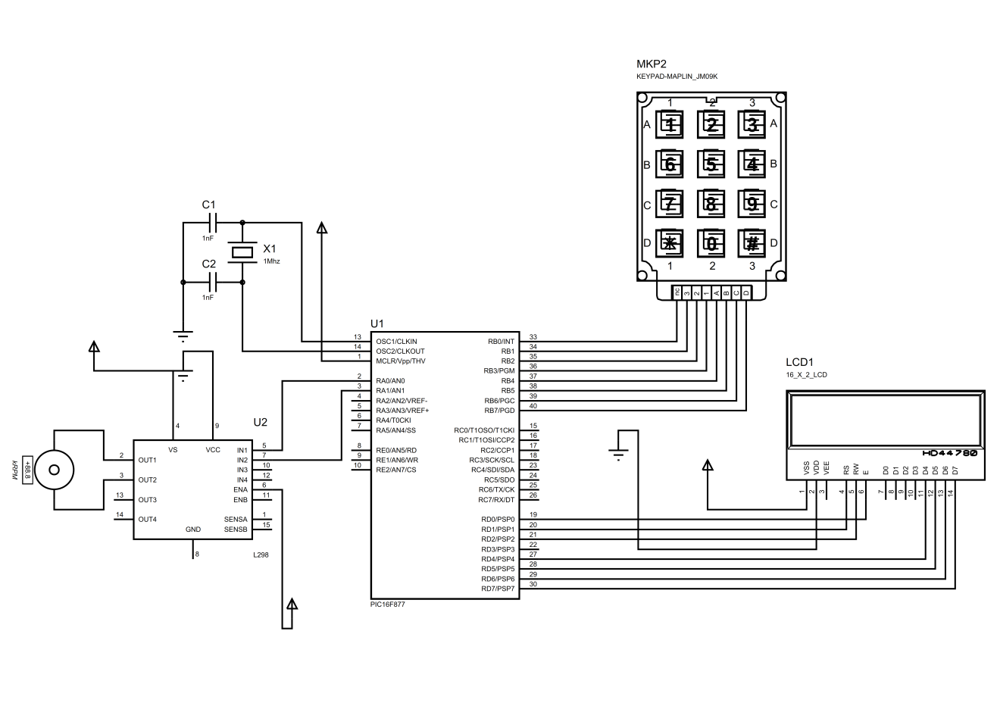 MKP2
KEYPAD-MAPLIN_JM09K
1 2 3
A 1 2 3 A
B 6 5 4 B
C 7 8 9 C
D * 0 # D
1 2 3
nc 3 2 1 A B C D
C1
1nF
X1
1Mhz
C2
1nF
U1
13 OSC1/CLKIN RB0/INT 33
14 OSC2/CLKOUT RB1 34
1 MCLR/Vpp/THV RB2 35
RB3/PGM 36
2 RA0/AN0 RB4 37
3 RA1/AN1 RB5 38
4 RA2/AN2/VREF- RB6/PGC 39
5 RA3/AN3/VREF+ RB7/PGD 40
6 RA4/T0CKI
7 RA5/AN4/SS RC0/T1OSO/T1CKI 15
RC1/T1OSI/CCP2 16
8 RE0/AN5/RD RC2/CCP1 17
9 RE1/AN6/WR RC3/SCK/SCL 18
10 RE2/AN7/CS RC4/SDI/SDA 23
RC5/SDO 24
RC6/TX/CK 25
RC7/RX/DT 26
RD0/PSP0 19
RD1/PSP1 20
RD2/PSP2 21
RD3/PSP3 22
RD4/PSP4 27
RD5/PSP5 28
RD6/PSP6 29
RD7/PSP7 30
PIC16F877
LCD1
16_X_2_LCD
HD44780
VSS VDD VEE RS RW E D0 D1 D2 D3 D4 D5 D6 D7
1 2 3 4 5 6 7 8 9 10 11 12 13 14
U2
4 9
VS VCC
2 OUT1 IN1 5
IN2 7
3 OUT2 IN3 10
IN4 12
ENA 6
13 OUT3 ENB 11
14 OUT4 SENSA 1
GND SENSB 15
8
L298
+88.8
kRPM